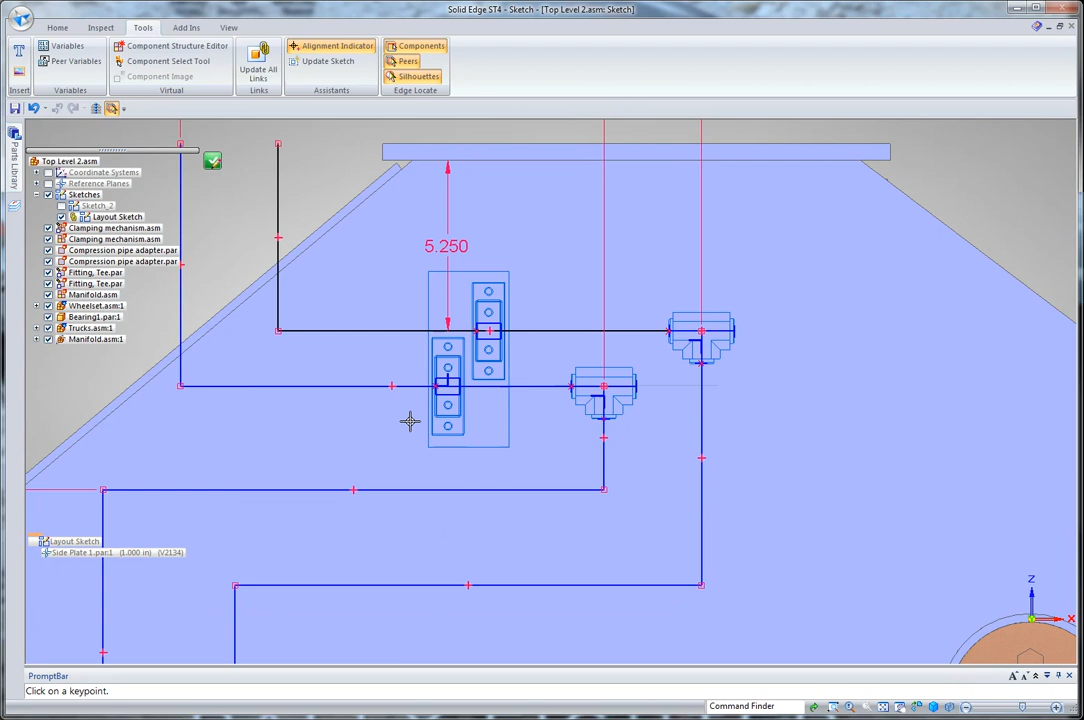 Solid Edge ST4 - Sketch - [Top Level 2.asm: Sketch]
Home Inspect Tools Add Ins View
Variables
Peer Variables
Component Structure Editor
Component Select Tool
Component Image
Update All Links
Alignment Indicator
Update Sketch
Components
Peers
Silhouettes
Insert Variables Virtual Links Assistants Edge Locate
Parts Library
Top Level 2.asm
Coordinate Systems
Reference Planes
Sketches
Sketch_2
Layout Sketch
Clamping mechanism.asm
Clamping mechanism.asm
Compression pipe adapter.par
Compression pipe adapter.par
Fitting, Tee.par
Fitting, Tee.par
Manifold.asm
Wheelset.asm:1
Bearing1.par:1
Trucks.asm:1
Manifold.asm:1
5.250
Layout Sketch
Side Plate 1.par:1 (1.000 in) (V2134)
Z
X
PromptBar
Click on a keypoint.
Command Finder